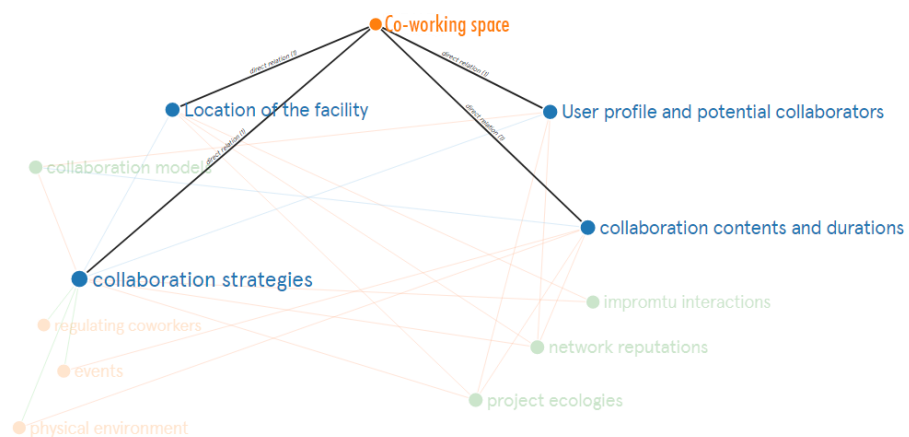 Co-working space
direct relation (1)
direct relation (1)
Location of the facility
User profile and potential collaborators
direct relation (1)
direct relation (1)
collaboration models
collaboration contents and durations
collaboration strategies
impromtu interactions
regulating coworkers
network reputations
events
project ecologies
physical environment